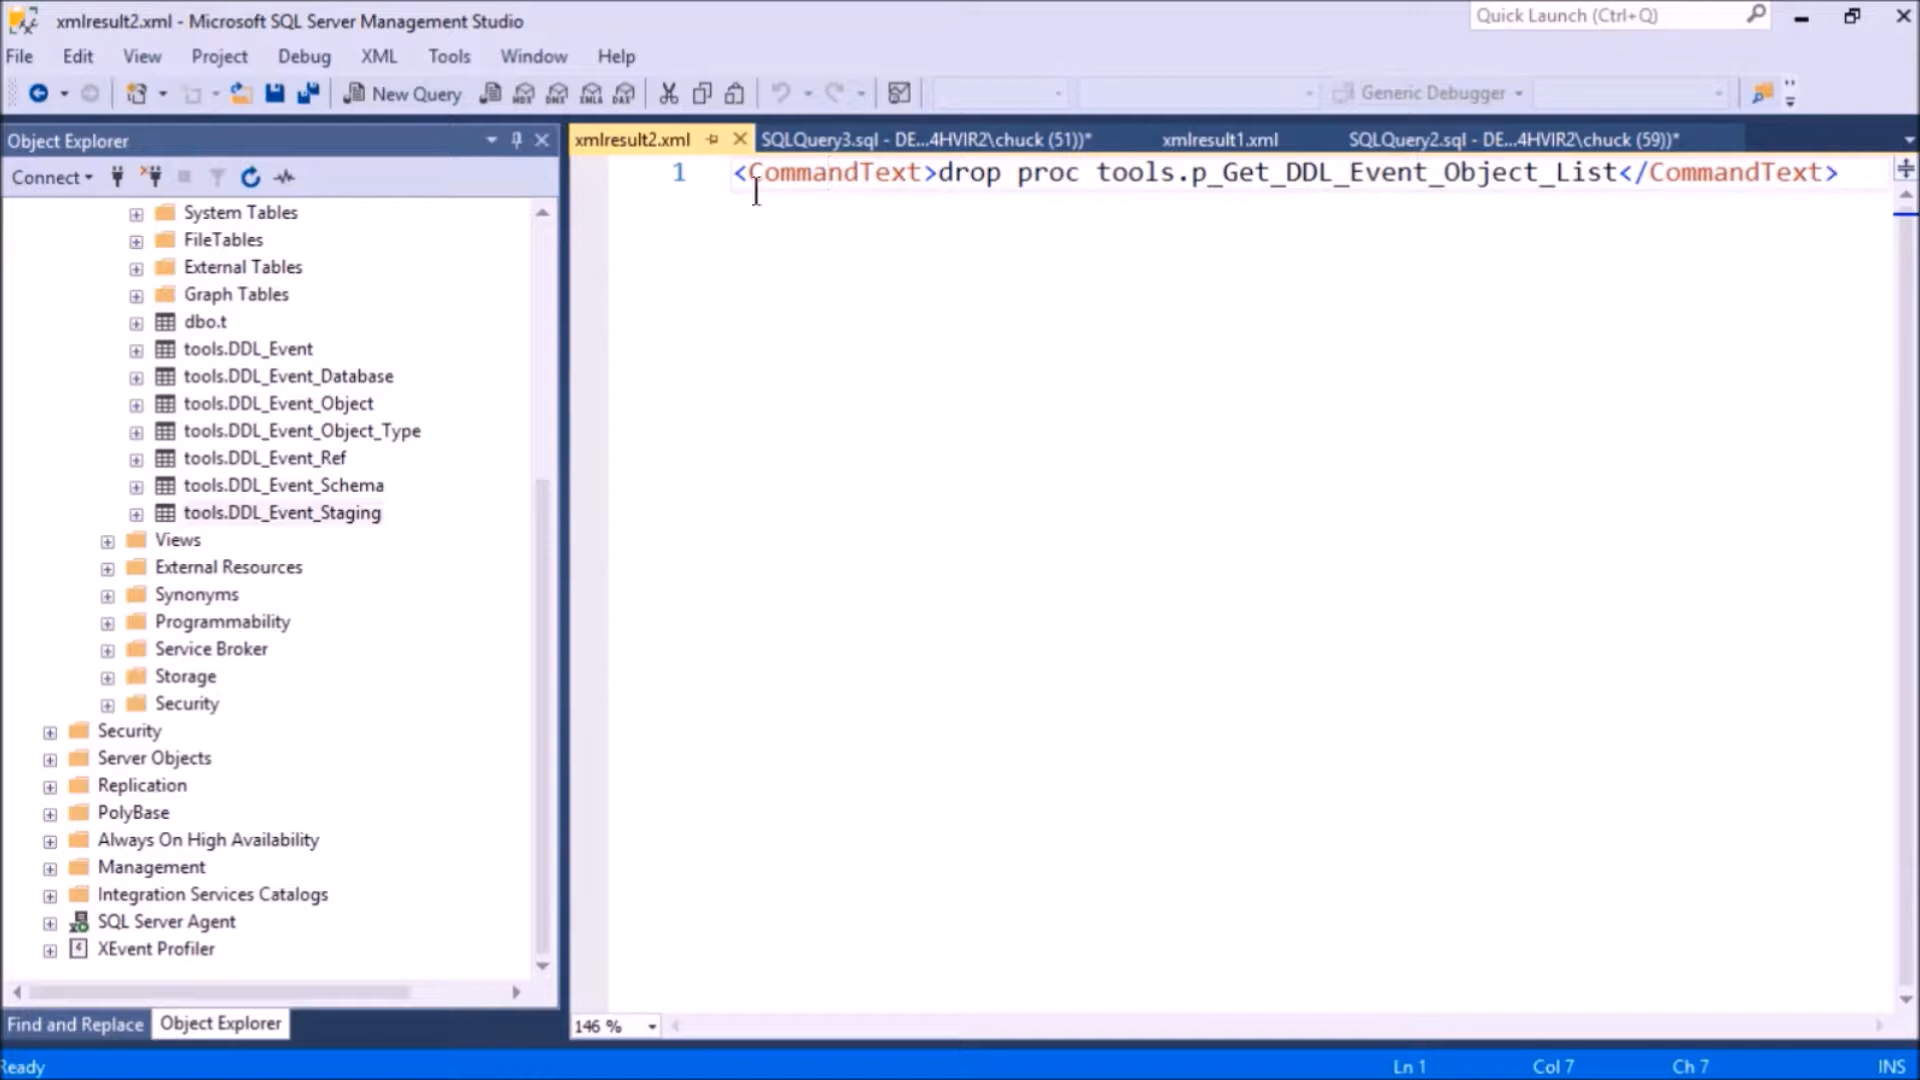 xmlresult2.xml - Microsoft SQL Server Management Studio
Quick Launch (Ctrl+Q)
File Edit View Project Debug XML Tools Window Help
New Query
MDX DMX XMLA DAX
Generic Debugger
Object Explorer
xmlresult2.xml
SQLQuery3.sql - DE...4HVIR2\chuck (51))*
xmlresult1.xml
SQLQuery2.sql - DE...4HVIR2\chuck (59))*
Connect
1 <CommandText>drop proc tools.p_Get_DDL_Event_Object_List</CommandText>
System Tables
FileTables
External Tables
Graph Tables
dbo.t
tools.DDL_Event
tools.DDL_Event_Database
tools.DDL_Event_Object
tools.DDL_Event_Object_Type
tools.DDL_Event_Ref
tools.DDL_Event_Schema
tools.DDL_Event_Staging
Views
External Resources
Synonyms
Programmability
Service Broker
Storage
Security
Security
Server Objects
Replication
PolyBase
Always On High Availability
Management
Integration Services Catalogs
SQL Server Agent
XEvent Profiler
Find and Replace
Object Explorer
146 %
Ready
Ln 1
Col 7
Ch 7
INS